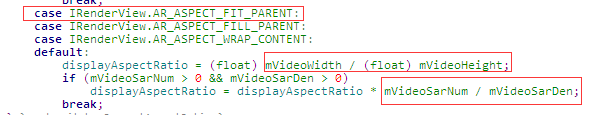 break;
case IRenderView.AR_ASPECT_FIT_PARENT:
case IRenderView.AR_ASPECT_FILL_PARENT:
case IRenderView.AR_ASPECT_WRAP_CONTENT:
default:
displayAspectRatio = (float) mVideoWidth / (float) mVideoHeight;
if (mVideoSarNum > 0 && mVideoSarDen > 0)
displayAspectRatio = displayAspectRatio * mVideoSarNum / mVideoSarDen;
break;